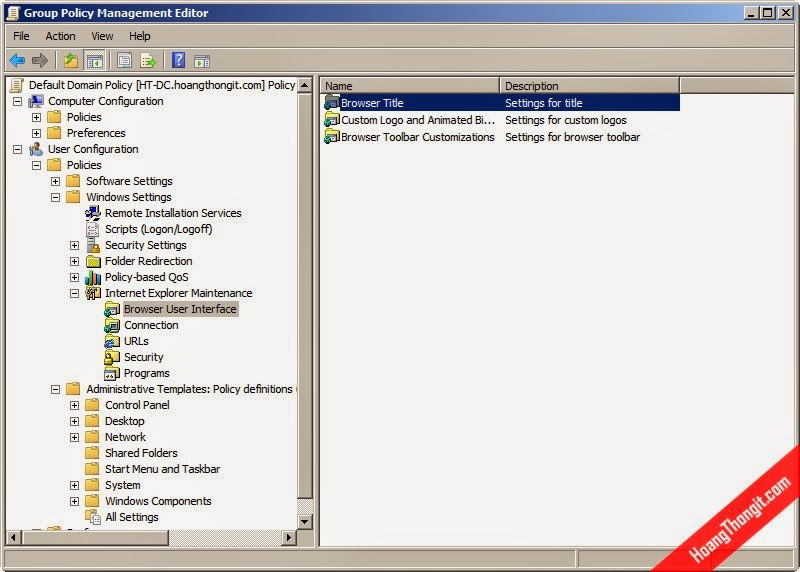 Group Policy Management Editor
File Action View Help
Default Domain Policy [HT-DC.hoangthongit.com] Policy
Computer Configuration
Policies
Preferences
User Configuration
Policies
Software Settings
Windows Settings
Remote Installation Services
Scripts (Logon/Logoff)
Security Settings
Folder Redirection
Policy-based QoS
Internet Explorer Maintenance
Browser User Interface
Connection
URLs
Security
Programs
Administrative Templates: Policy definitions (
Control Panel
Desktop
Network
Shared Folders
Start Menu and Taskbar
System
Windows Components
All Settings
Name Description
Browser Title Settings for title
Custom Logo and Animated Bi... Settings for custom logos
Browser Toolbar Customizations Settings for browser toolbar
HoangThongit.com